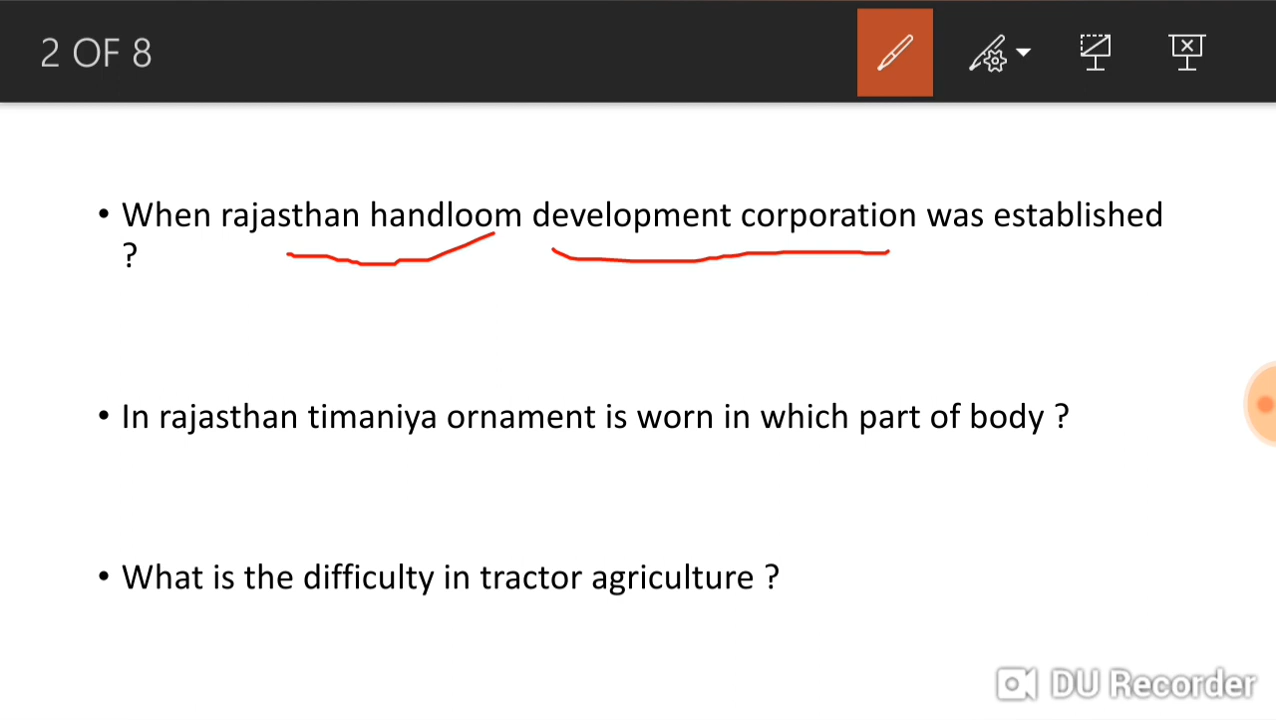 2 OF 8
• When rajasthan handloom development corporation was established
?
• In rajasthan timaniya ornament is worn in which part of body ?
• What is the difficulty in tractor agriculture ?
DU Recorder